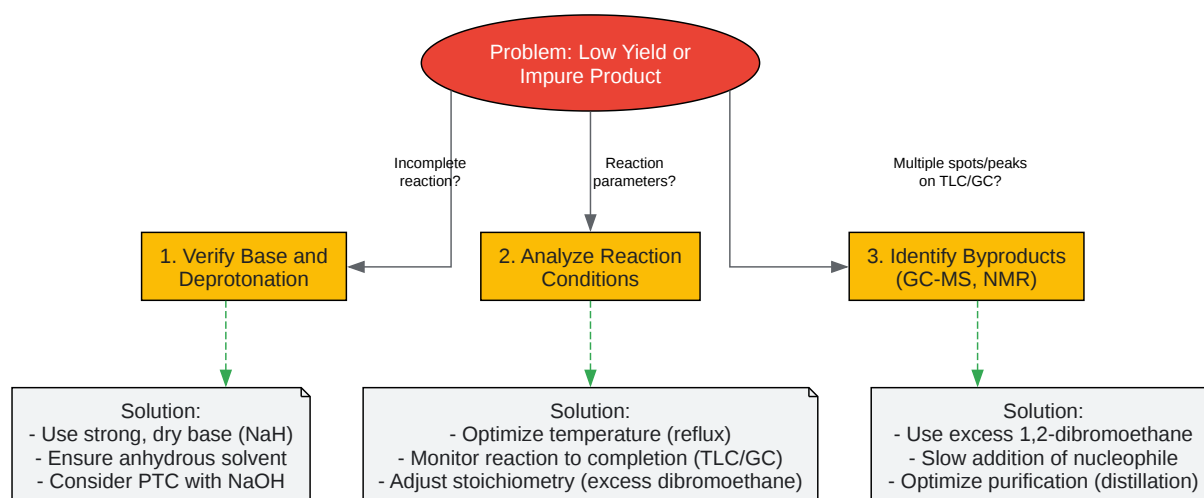 Problem: Low Yield or
Impure Product
Incomplete
reaction?
Reaction
parameters?
Multiple spots/peaks
on TLC/GC?
1. Verify Base and
Deprotonation
2. Analyze Reaction
Conditions
3. Identify Byproducts
(GC-MS, NMR)
Solution:
- Use strong, dry base (NaH)
- Ensure anhydrous solvent
- Consider PTC with NaOH
Solution:
- Optimize temperature (reflux)
- Monitor reaction to completion (TLC/GC)
- Adjust stoichiometry (excess dibromoethane)
Solution:
- Use excess 1,2-dibromoethane
- Slow addition of nucleophile
- Optimize purification (distillation)